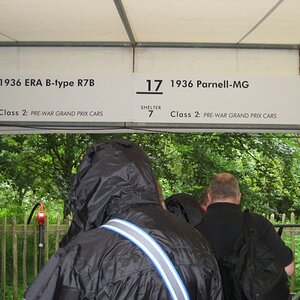 1936 ERA B-type R7B
Class 2: PRE-WAR GRAND PRIX CARS
17
SHELTER
7
1936 Parnell-MG
Class 2: PRE-WAR GRAND PRIX CARS